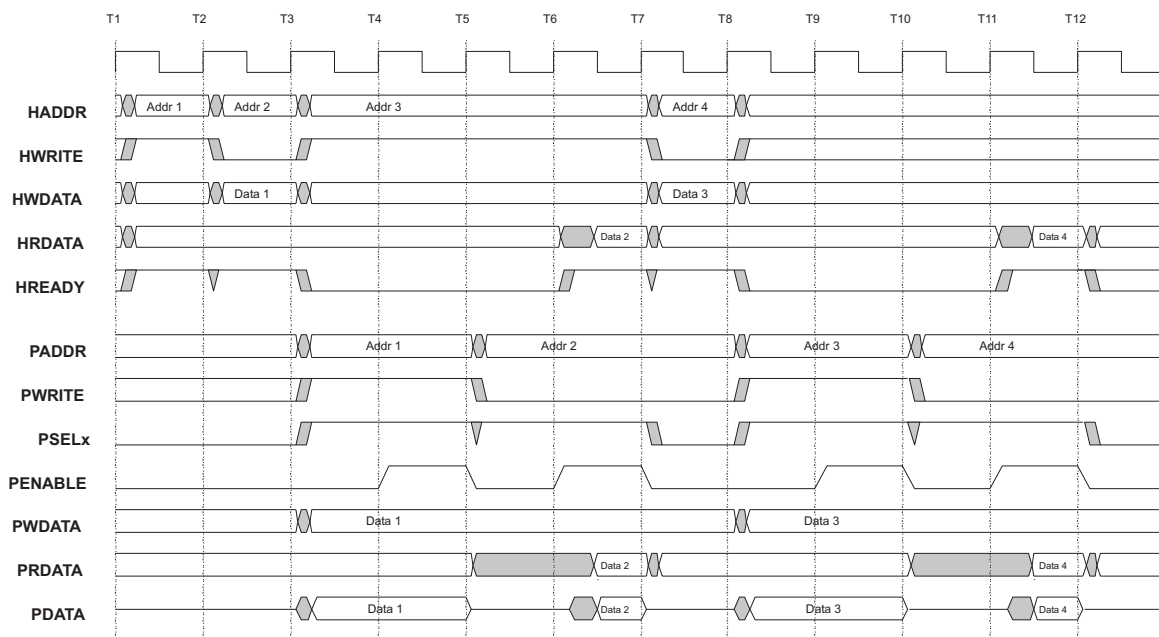 T1 T2 T3 T4 T5 T6 T7 T8 T9 T10 T11 T12
HADDR Addr 1 Addr 2 Addr 3 Addr 4
HWRITE
HWDATA Data 1 Data 3
HRDATA Data 2 Data 4
HREADY
PADDR Addr 1 Addr 2 Addr 3 Addr 4
PWRITE
PSELx
PENABLE
PWDATA Data 1 Data 3
PRDATA Data 2 Data 4
PDATA Data 1 Data 2 Data 3 Data 4